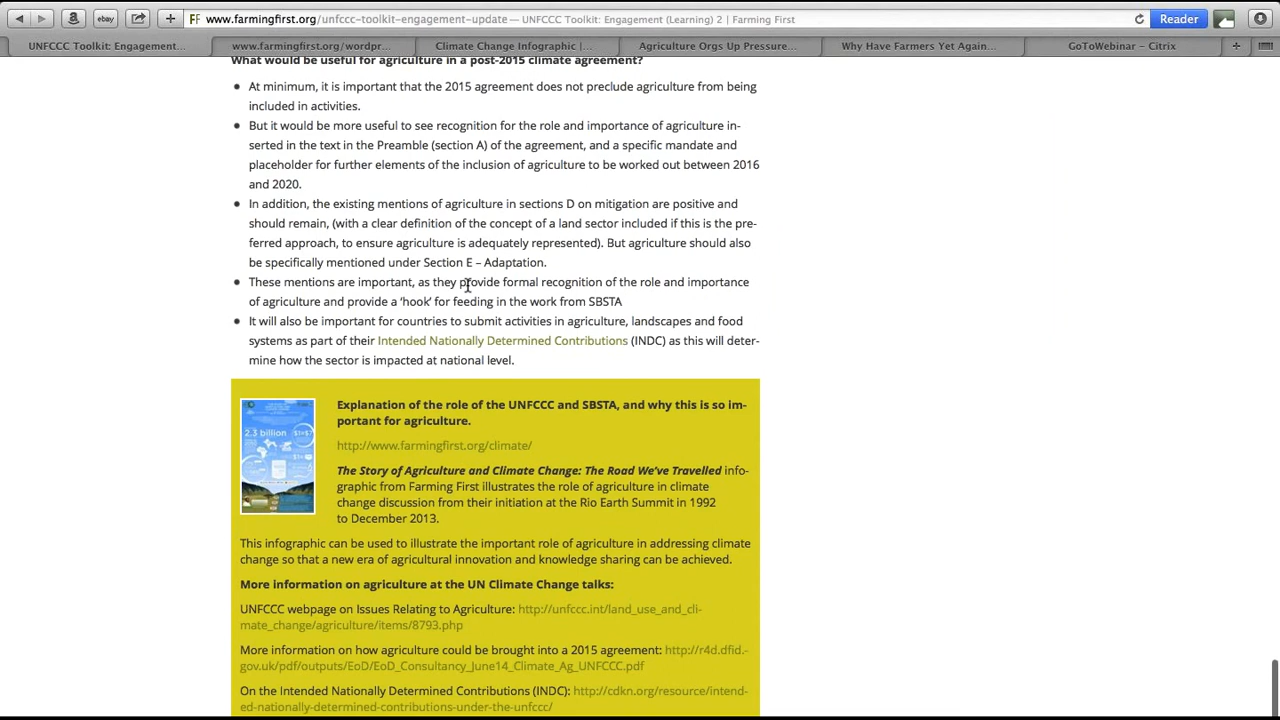 ebay
www.farmingfirst.org/unfccc-toolkit-engagement-update — UNFCCC Toolkit: Engagement (Learning) 2 | Farming First
Reader
UNFCCC Toolkit: Engagement...
www.farmingfirst.org/wordpr...
Climate Change Infographic |...
Agriculture Orgs Up Pressure...
Why Have Farmers Yet Again...
GoToWebinar – Citrix
What would be useful for agriculture in a post-2015 climate agreement?
• At minimum, it is important that the 2015 agreement does not preclude agriculture from being
included in activities.
• But it would be more useful to see recognition for the role and importance of agriculture in-
serted in the text in the Preamble (section A) of the agreement, and a specific mandate and
placeholder for further elements of the inclusion of agriculture to be worked out between 2016
and 2020.
• In addition, the existing mentions of agriculture in sections D on mitigation are positive and
should remain, (with a clear definition of the concept of a land sector included if this is the pre-
ferred approach, to ensure agriculture is adequately represented). But agriculture should also
be specifically mentioned under Section E – Adaptation.
• These mentions are important, as they provide formal recognition of the role and importance
of agriculture and provide a ‘hook’ for feeding in the work from SBSTA
• It will also be important for countries to submit activities in agriculture, landscapes and food
systems as part of their Intended Nationally Determined Contributions (INDC) as this will deter-
mine how the sector is impacted at national level.
2.3 billion
Explanation of the role of the UNFCCC and SBSTA, and why this is so im-
portant for agriculture.
http://www.farmingfirst.org/climate/
The Story of Agriculture and Climate Change: The Road We’ve Travelled info-
graphic from Farming First illustrates the role of agriculture in climate
change discussion from their initiation at the Rio Earth Summit in 1992
to December 2013.
This infographic can be used to illustrate the important role of agriculture in addressing climate
change so that a new era of agricultural innovation and knowledge sharing can be achieved.
More information on agriculture at the UN Climate Change talks:
UNFCCC webpage on Issues Relating to Agriculture: http://unfccc.int/land_use_and_cli-
mate_change/agriculture/items/8793.php
More information on how agriculture could be brought into a 2015 agreement: http://r4d.dfid.-
gov.uk/pdf/outputs/EoD/EoD_Consultancy_June14_Climate_Ag_UNFCCC.pdf
On the Intended Nationally Determined Contributions (INDC): http://cdkn.org/resource/intend-
ed-nationally-determined-contributions-under-the-unfccc/